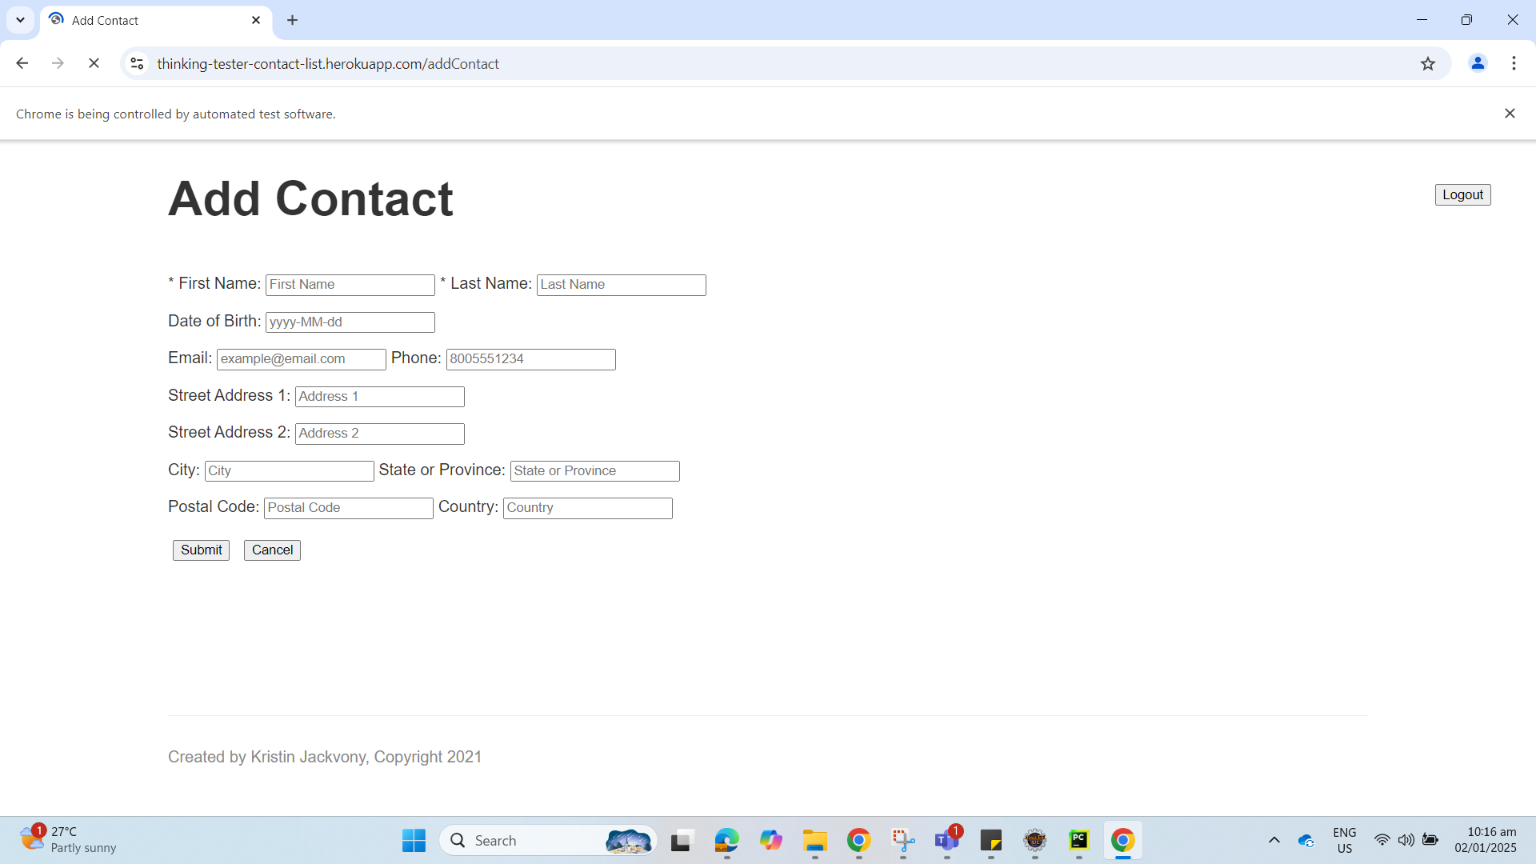 Add Contact
thinking-tester-contact-list.herokuapp.com/addContact
Chrome is being controlled by automated test software.
Add Contact
Logout
* First Name: First Name * Last Name: Last Name
Date of Birth: yyyy-MM-dd
Email: example@email.com Phone: 8005551234
Street Address 1: Address 1
Street Address 2: Address 2
City: City State or Province: State or Province
Postal Code: Postal Code Country: Country
Submit Cancel
Created by Kristin Jackvony, Copyright 2021
1 27°C
Partly sunny
Search
1
PC
ENG
US
10:16 am
02/01/2025